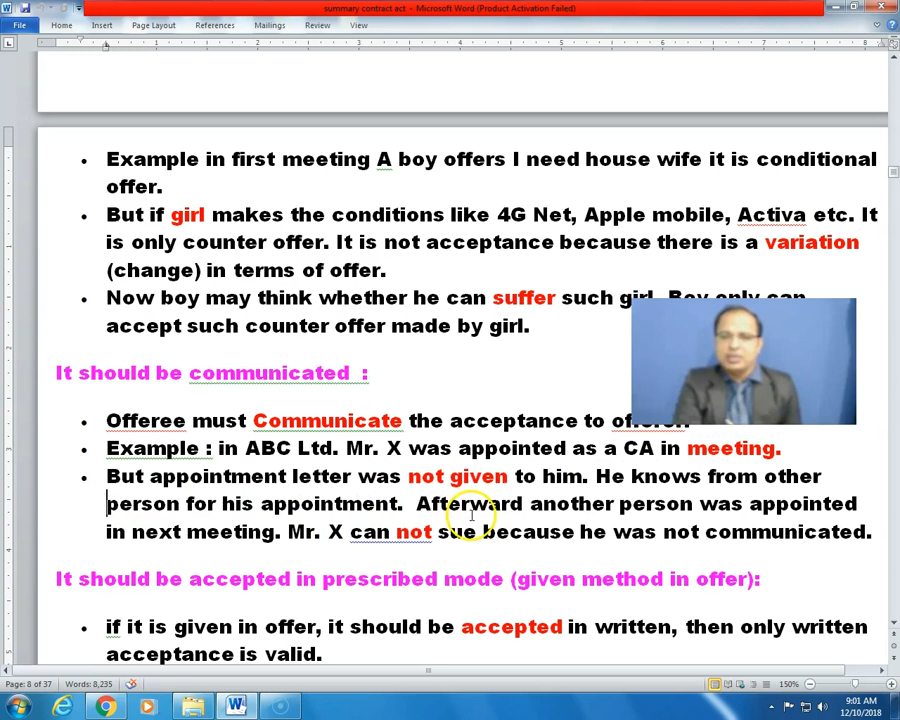 summary contract act - Microsoft Word (Product Activation Failed)
File Home Insert Page Layout References Mailings Review View
Example in first meeting A boy offers I need house wife it is conditional
offer.
But if girl makes the conditions like 4G Net, Apple mobile, Activa etc. It
is only counter offer. It is not acceptance because there is a variation
(change) in terms of offer.
Now boy may think whether he can suffer such girl. Boy only can
accept such counter offer made by girl.
It should be communicated :
Offeree must Communicate the acceptance to
Example : in ABC Ltd. Mr. X was appointed as a CA in meeting.
But appointment letter was not given to him. He knows from other
person for his appointment. Afterward another person was appointed
in next meeting. Mr. X can not sue because he was not communicated.
It should be accepted in prescribed mode (given method in offer):
if it is given in offer, it should be accepted in written, then only written
acceptance is valid.
Page: 8 of 37 Words: 8,235 150%
9:01 AM
12/10/2018